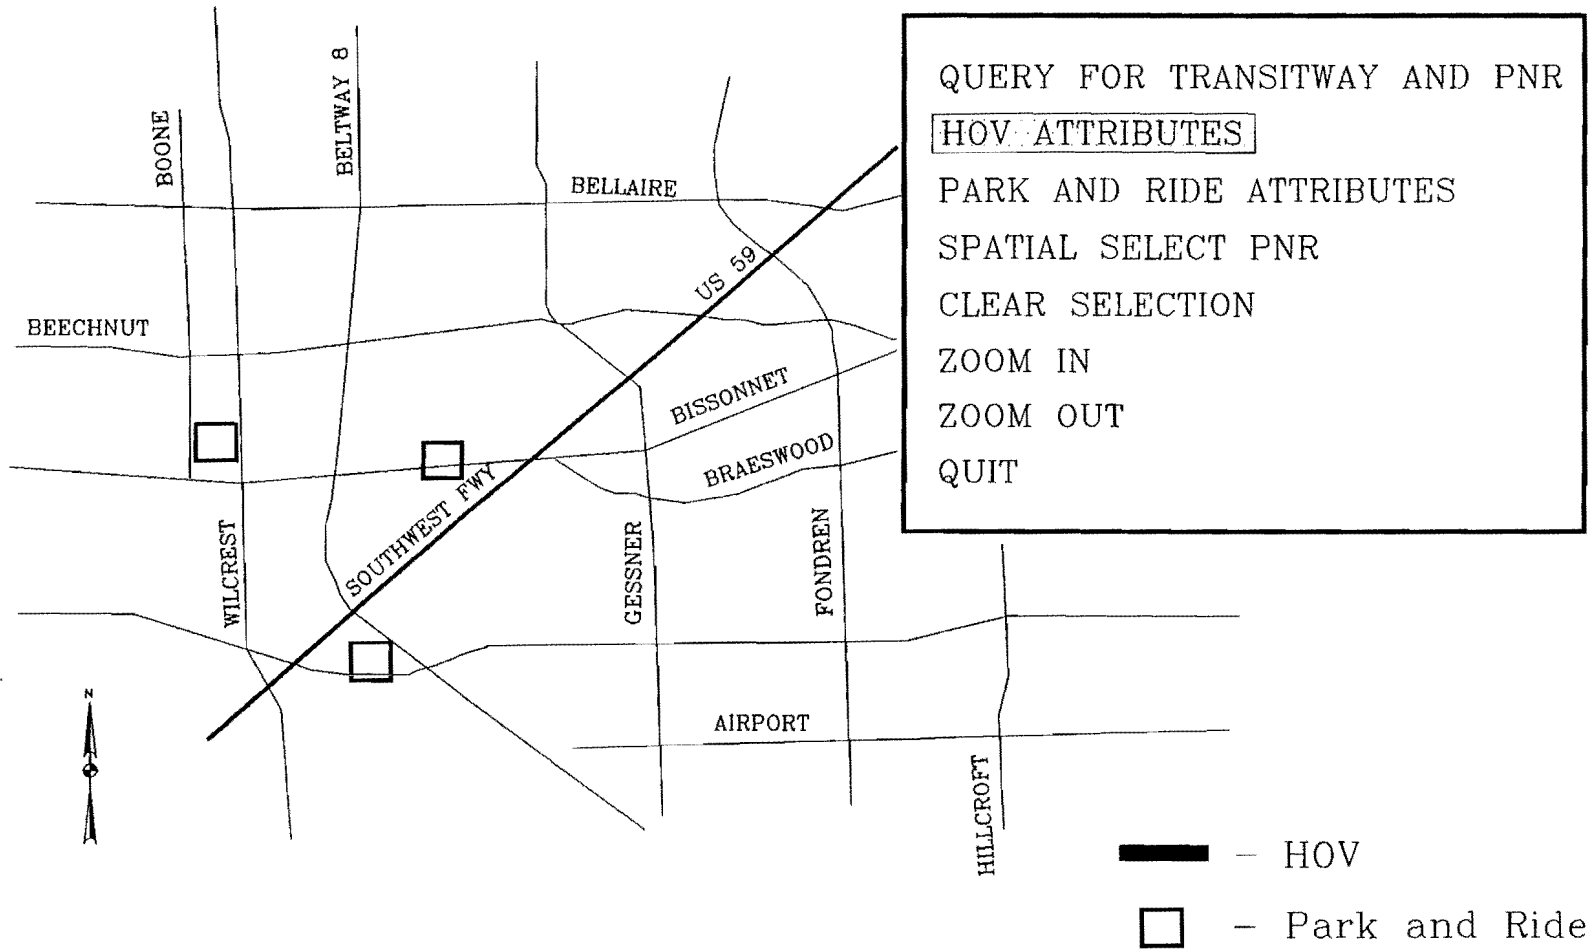 QUERY FOR TRANSITWAY AND PNR
HOV ATTRIBUTES
PARK AND RIDE ATTRIBUTES
SPATIAL SELECT PNR
CLEAR SELECTION
ZOOM IN
ZOOM OUT
QUIT
BOONE
BELTWAY 8
BELLAIRE
US 59
BEECHNUT
BISSONNET
BRAESWOOD
SOUTHWEST FWY
WILCREST
GESSNER
FONDREN
AIRPORT
HILLCROFT
N
– HOV
– Park and Ride